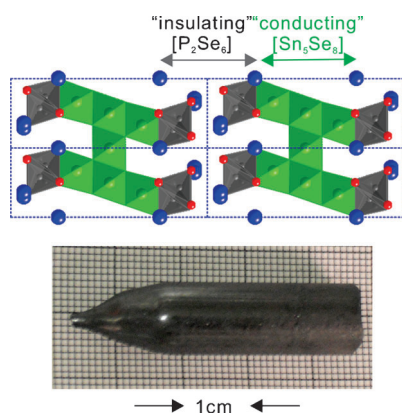 “insulating”“conducting”
[P₂Se₆] [Sn₅Se₈]
1cm